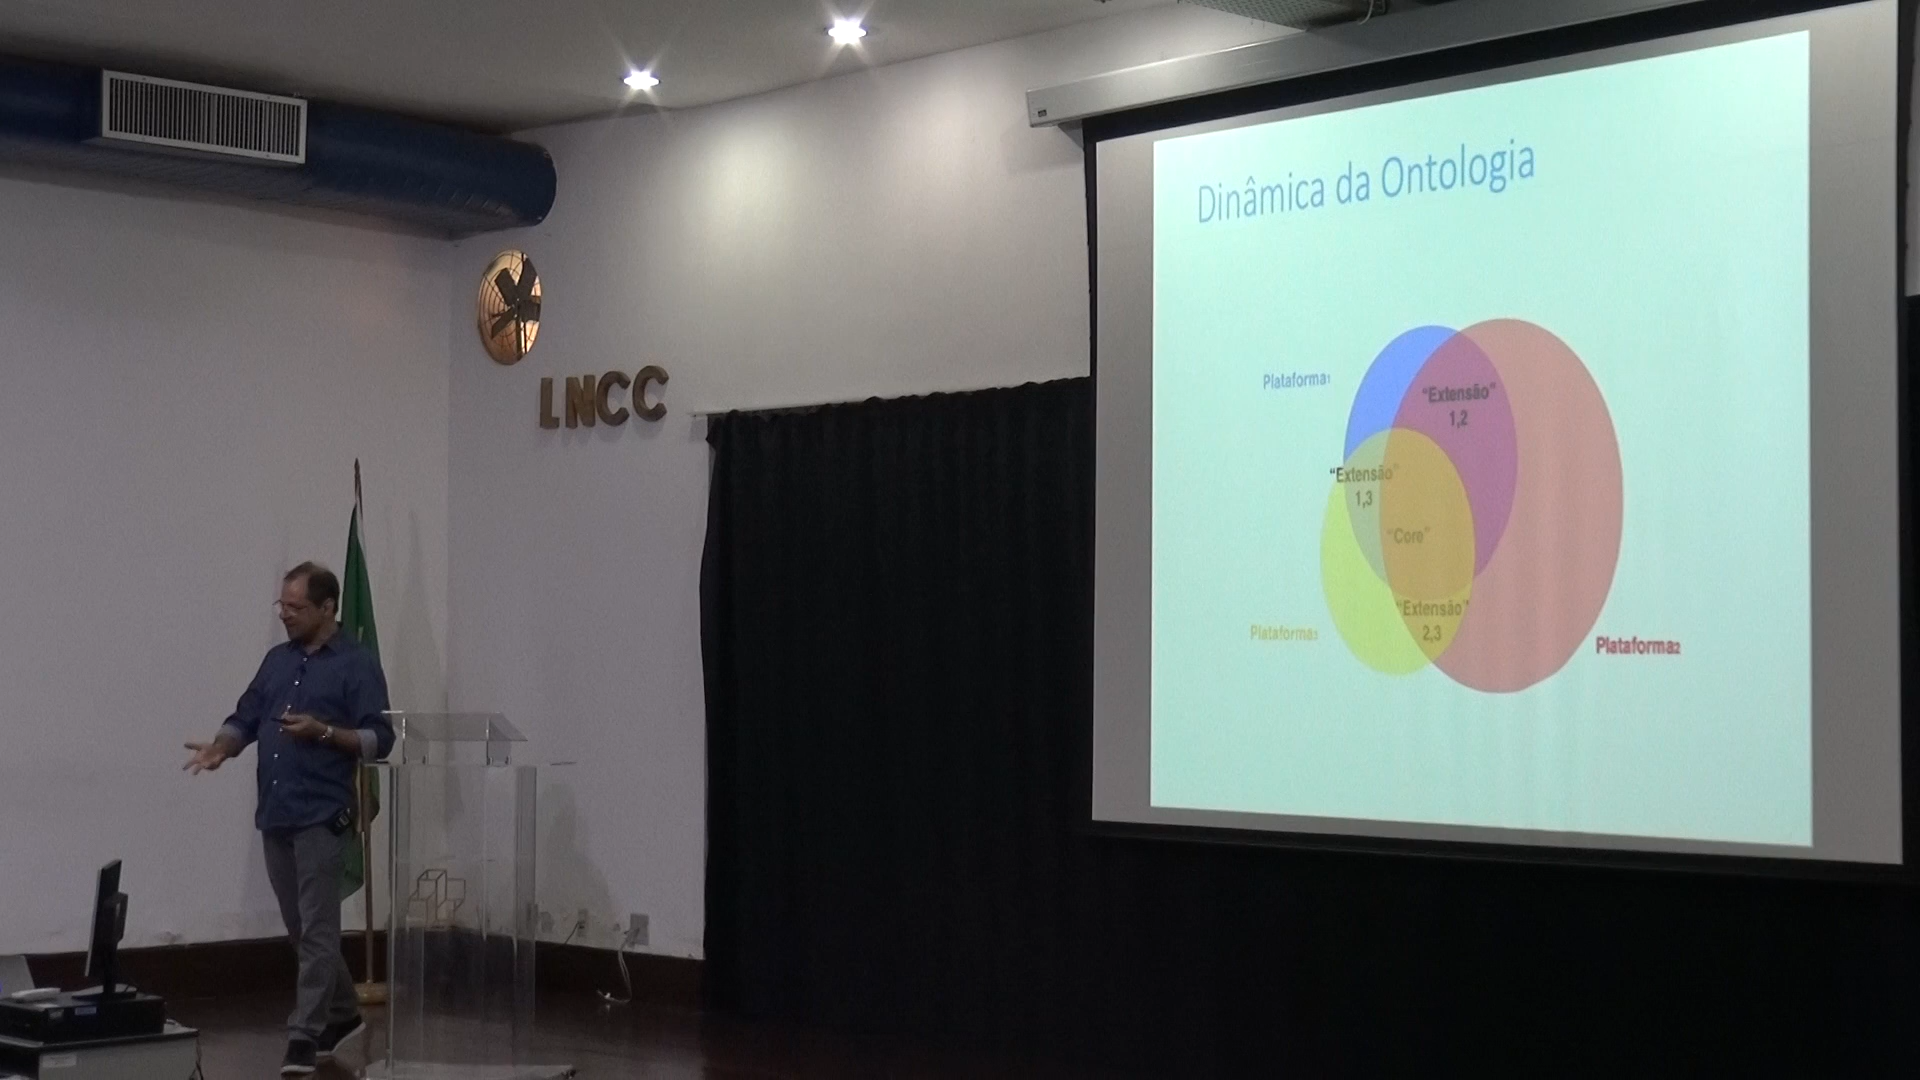 LNCC
Dinâmica da Ontologia
Plataforma1
"Extensão"
1,2
"Extensão"
1,3
"Core"
"Extensão"
2,3
Plataforma3
Plataforma2